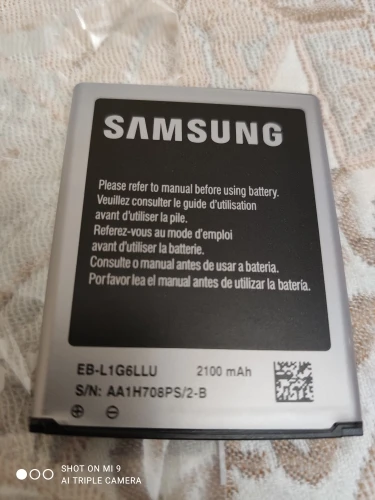 SAMSUNG
Please refer to manual before using battery.
Veuillez consulter le guide d'utilisation
avant d'utiliser la pile.
Referez-vous au mode d'emploi
avant d'utiliser la batterie.
Consulte o manual antes de usar a bateria.
Por favor lea el manual antes de utilizar la batería.
EB-L1G6LLU 2100 mAh
S/N: AA1H708PS/2-B
⊕ ⊖
SHOT ON MI 9
AI TRIPLE CAMERA